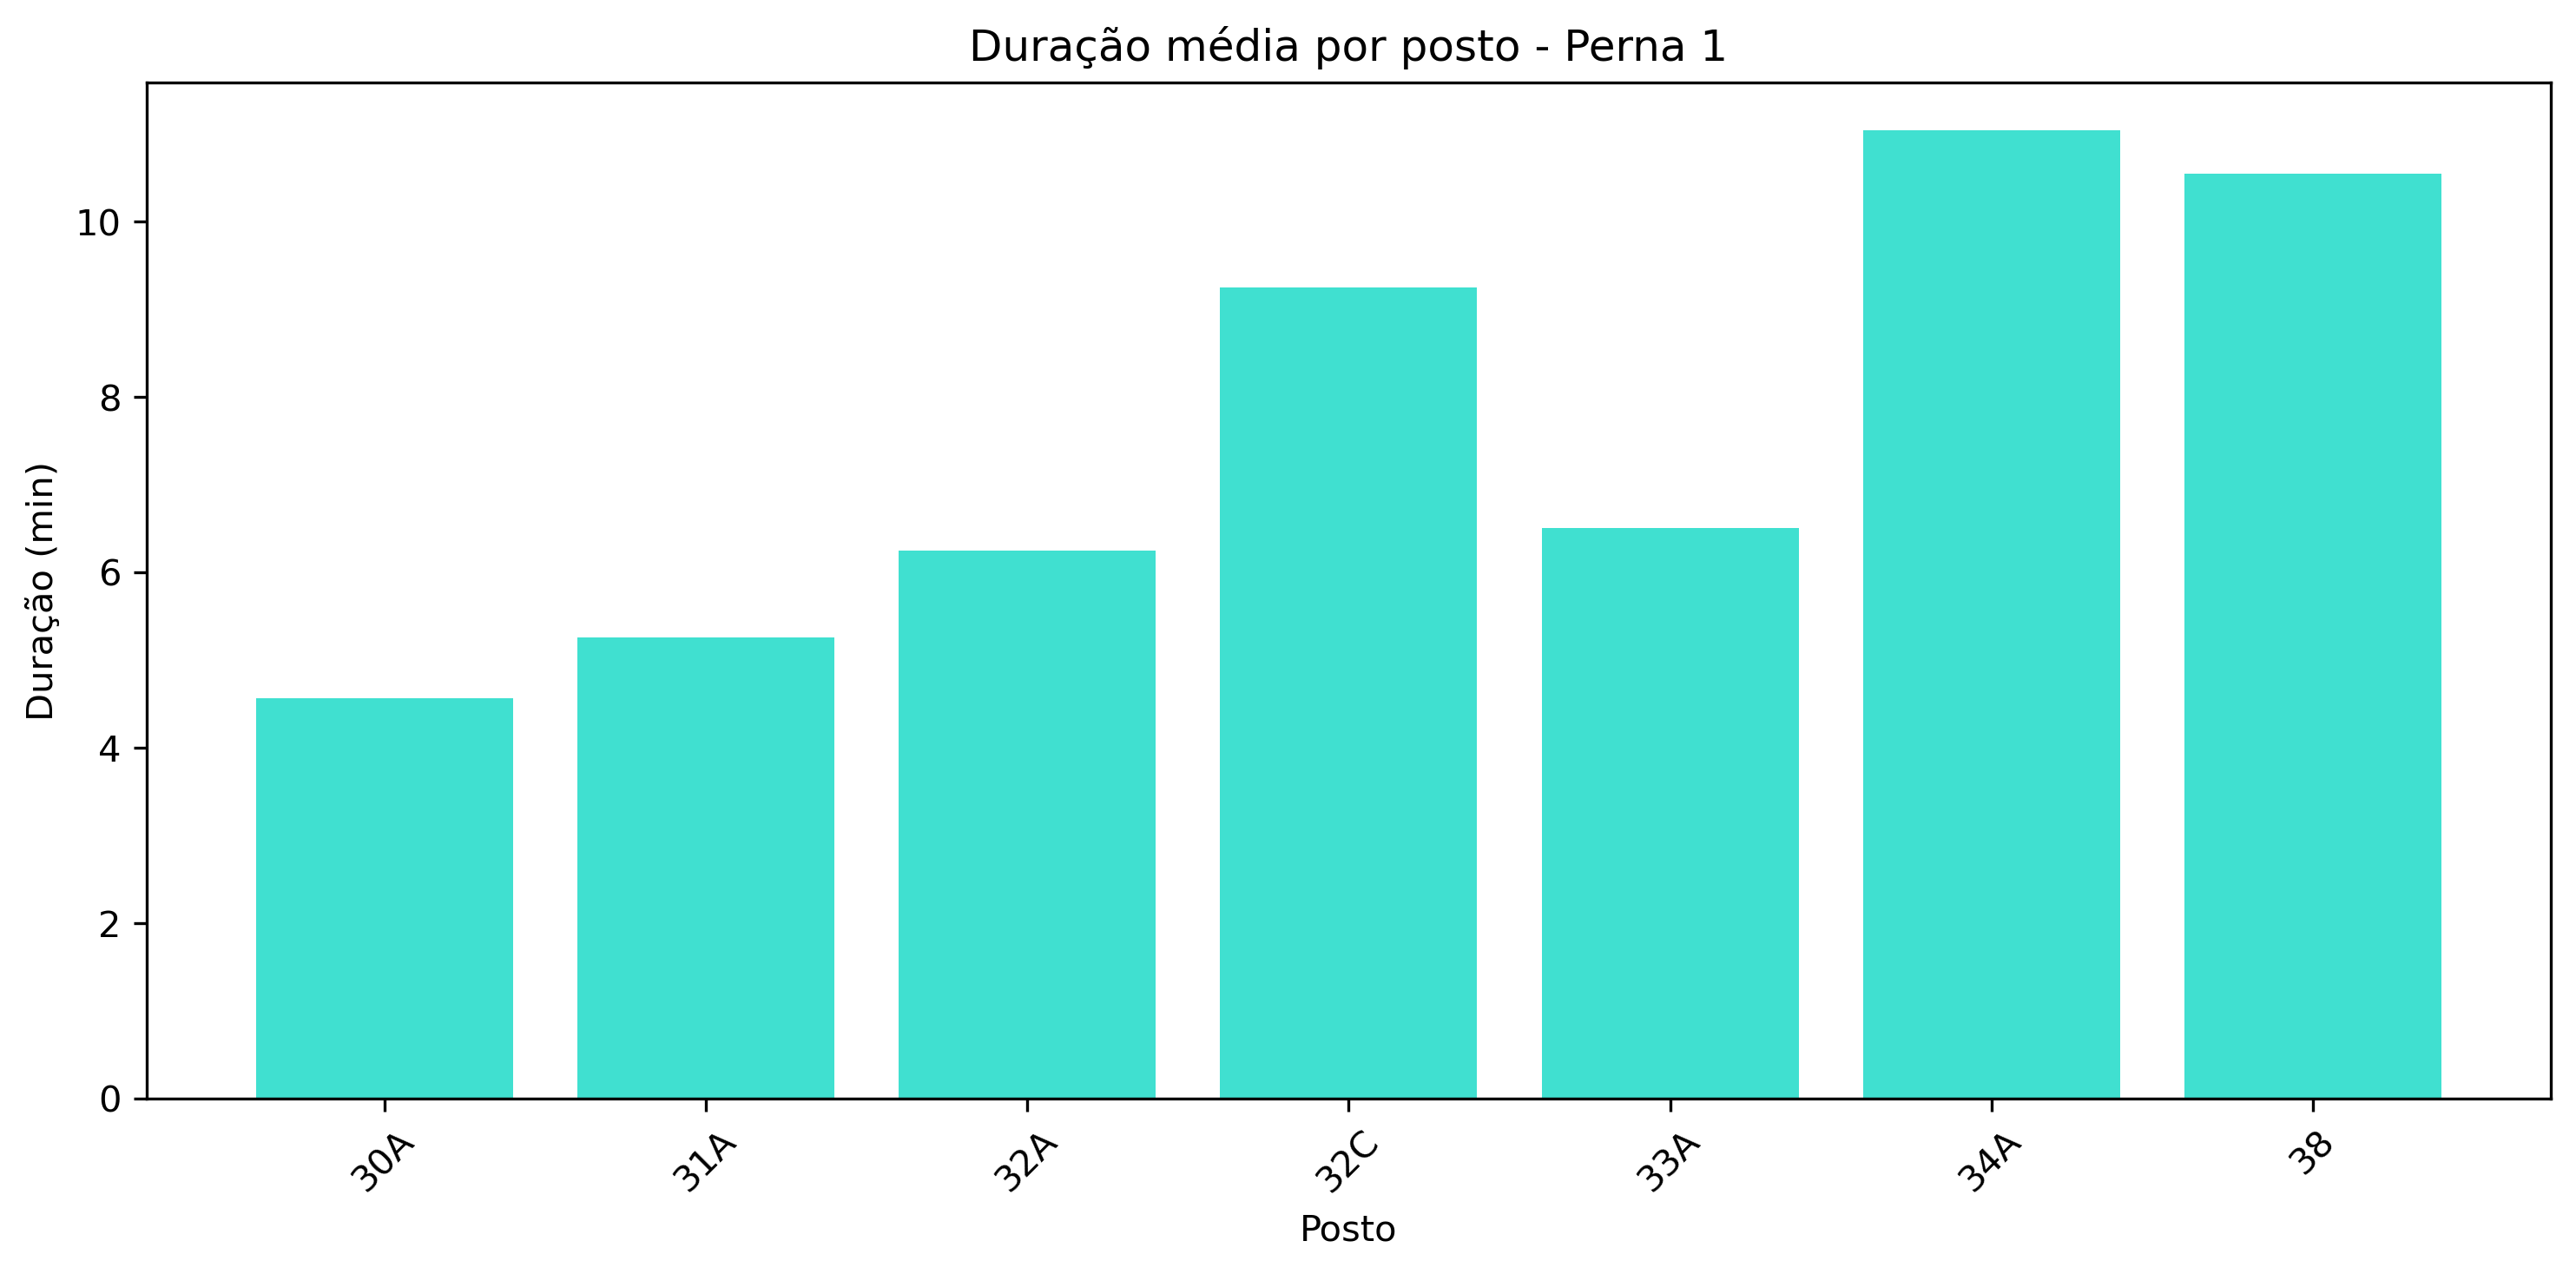 Duração média por posto - Perna 1
Duração (min)
10
8
6
4
2
0
30A
31A
32A
32C
33A
34A
38
Posto